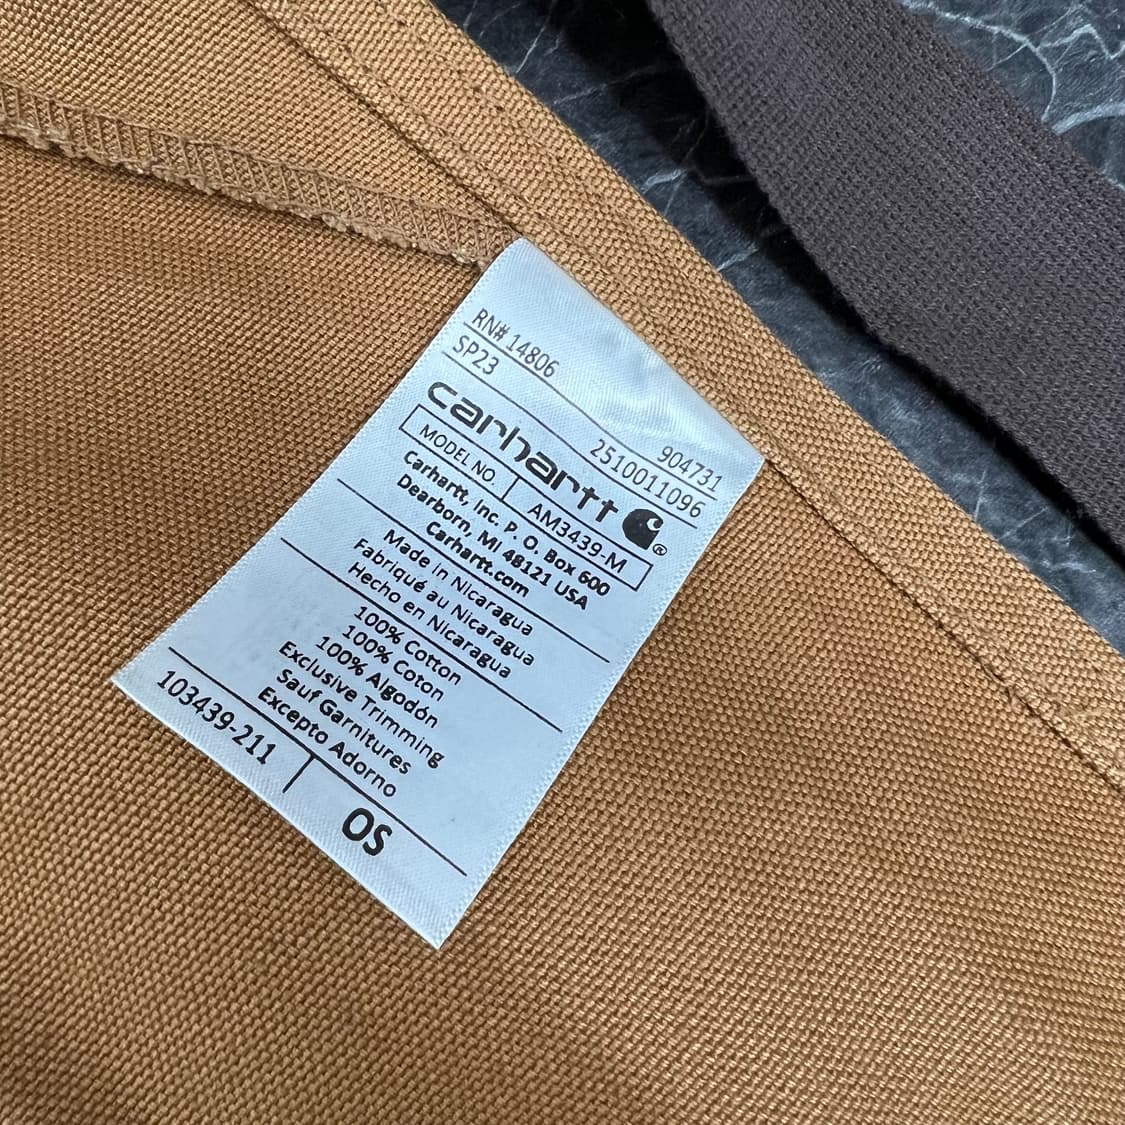 RN# 14806 904731
SP23 2510011096
carhartt ®
MODEL NO. AM3439-M
Carhartt, Inc. P. O. Box 600
Dearborn, MI 48121 USA
Carhartt.com
Made in Nicaragua
Fabriqué au Nicaragua
Hecho en Nicaragua
100% Cotton
100% Coton
100% Algodón
Exclusive Trimming
Sauf Garnitures
Excepto Adorno
103439-211 OS